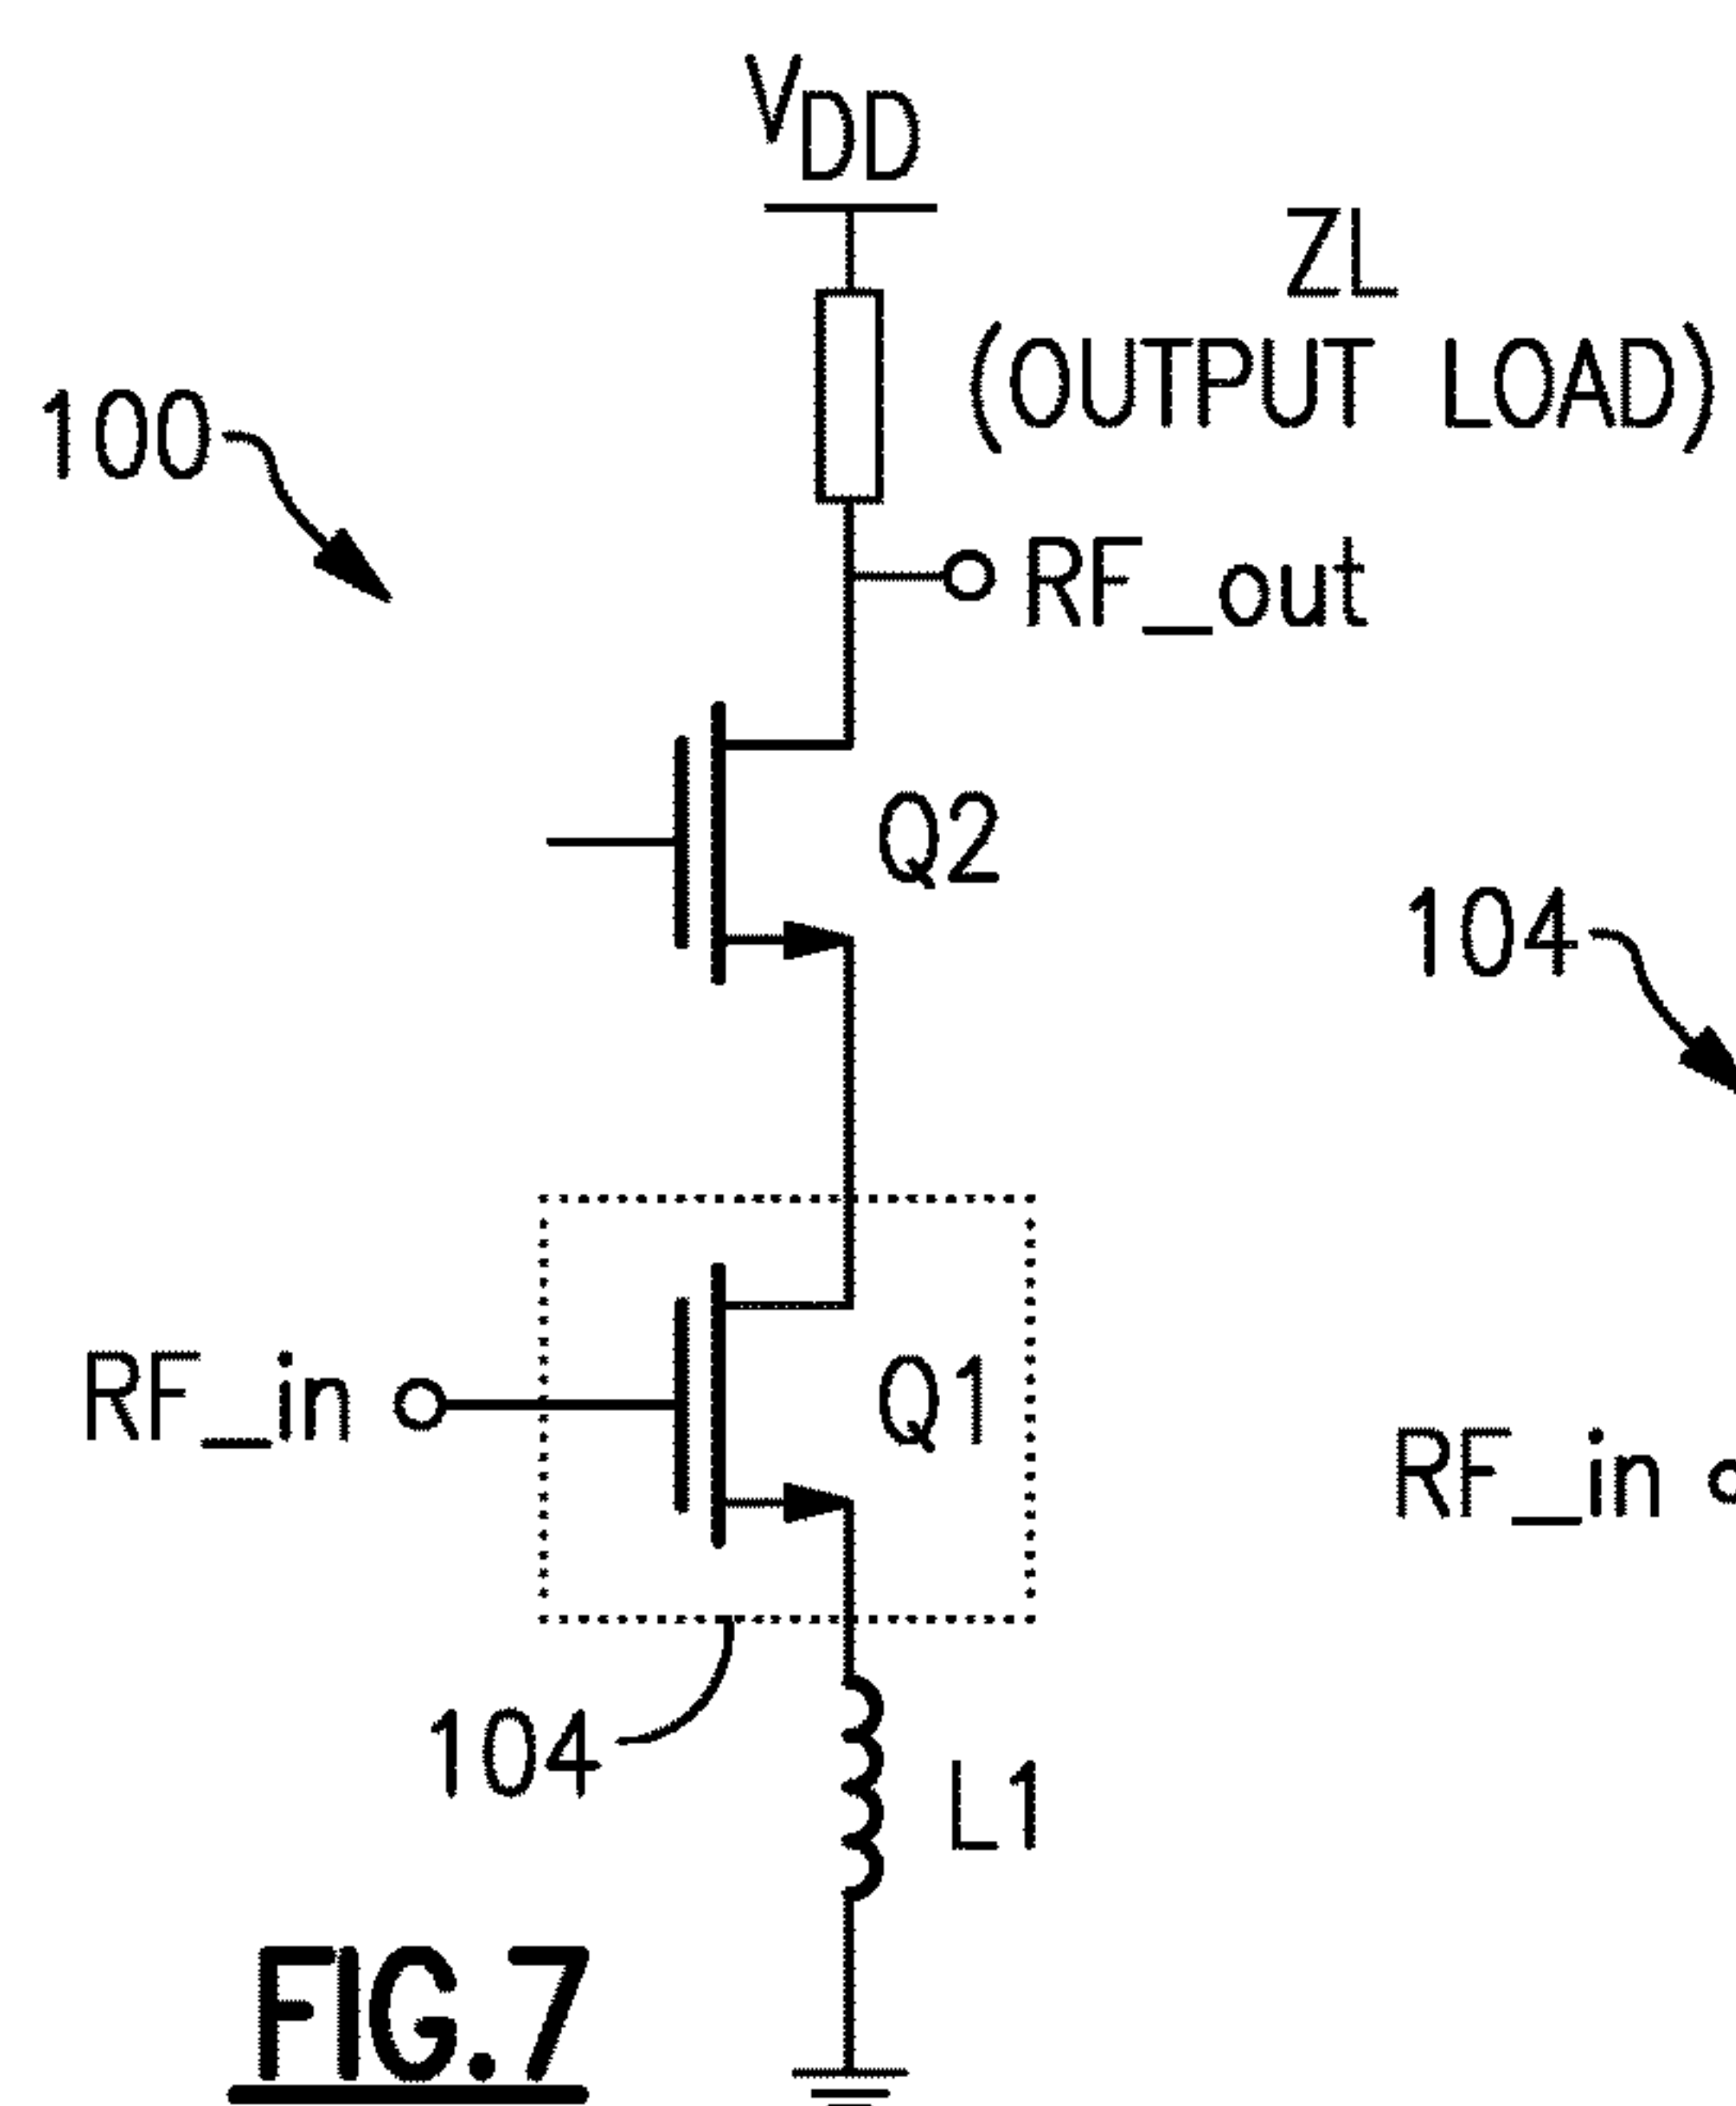 VDD
ZL
(OUTPUT LOAD)
100
RF_out
Q2
104
RF_in
Q1
RF_in
104
L1
FIG.7